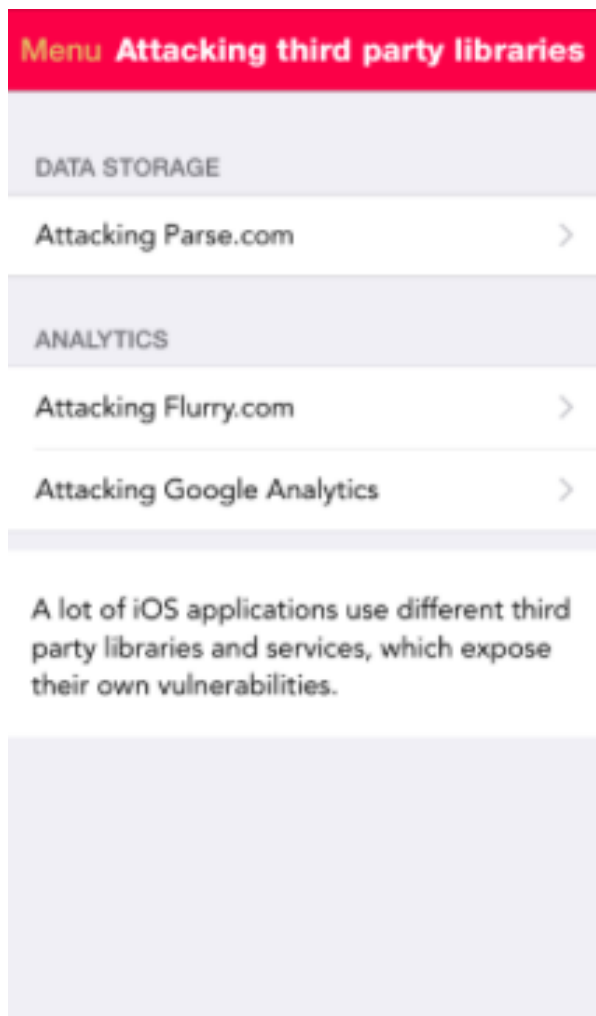 Menu Attacking third party libraries
DATA STORAGE
Attacking Parse.com
ANALYTICS
Attacking Flurry.com
Attacking Google Analytics
A lot of iOS applications use different third
party libraries and services, which expose
their own vulnerabilities.